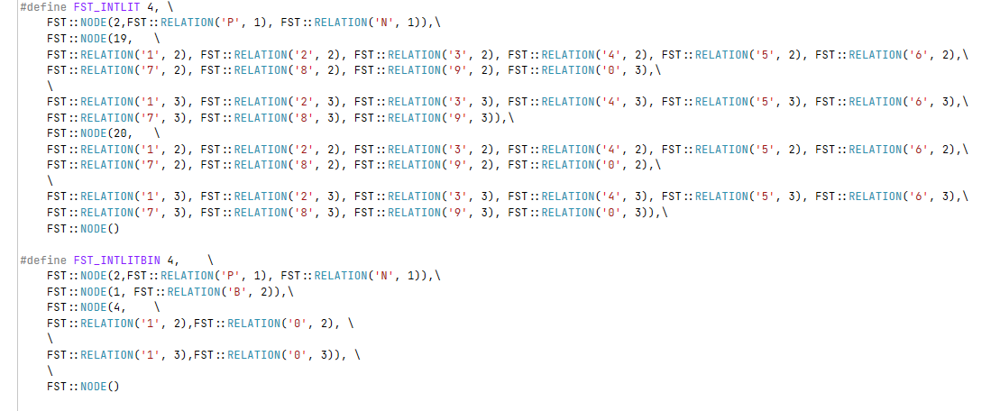 #define FST_INTLIT 4, \
FST::NODE(2,FST::RELATION('P', 1), FST::RELATION('N', 1)),\
FST::NODE(19,   \
FST::RELATION('1', 2), FST::RELATION('2', 2), FST::RELATION('3', 2), FST::RELATION('4', 2), FST::RELATION('5', 2), FST::RELATION('6', 2),\
FST::RELATION('7', 2), FST::RELATION('8', 2), FST::RELATION('9', 2), FST::RELATION('0', 3),\
\
FST::RELATION('1', 3), FST::RELATION('2', 3), FST::RELATION('3', 3), FST::RELATION('4', 3), FST::RELATION('5', 3), FST::RELATION('6', 3),\
FST::RELATION('7', 3), FST::RELATION('8', 3), FST::RELATION('9', 3)),\
FST::NODE(20,   \
FST::RELATION('1', 2), FST::RELATION('2', 2), FST::RELATION('3', 2), FST::RELATION('4', 2), FST::RELATION('5', 2), FST::RELATION('6', 2),\
FST::RELATION('7', 2), FST::RELATION('8', 2), FST::RELATION('9', 2), FST::RELATION('0', 2),\
\
FST::RELATION('1', 3), FST::RELATION('2', 3), FST::RELATION('3', 3), FST::RELATION('4', 3), FST::RELATION('5', 3), FST::RELATION('6', 3),\
FST::RELATION('7', 3), FST::RELATION('8', 3), FST::RELATION('9', 3), FST::RELATION('0', 3)),\
FST::NODE()
#define FST_INTLITBIN 4,    \
FST::NODE(2,FST::RELATION('P', 1), FST::RELATION('N', 1)),\
FST::NODE(1, FST::RELATION('B', 2)),\
FST::NODE(4,    \
FST::RELATION('1', 2),FST::RELATION('0', 2), \
\
FST::RELATION('1', 3),FST::RELATION('0', 3)), \
\
FST::NODE()